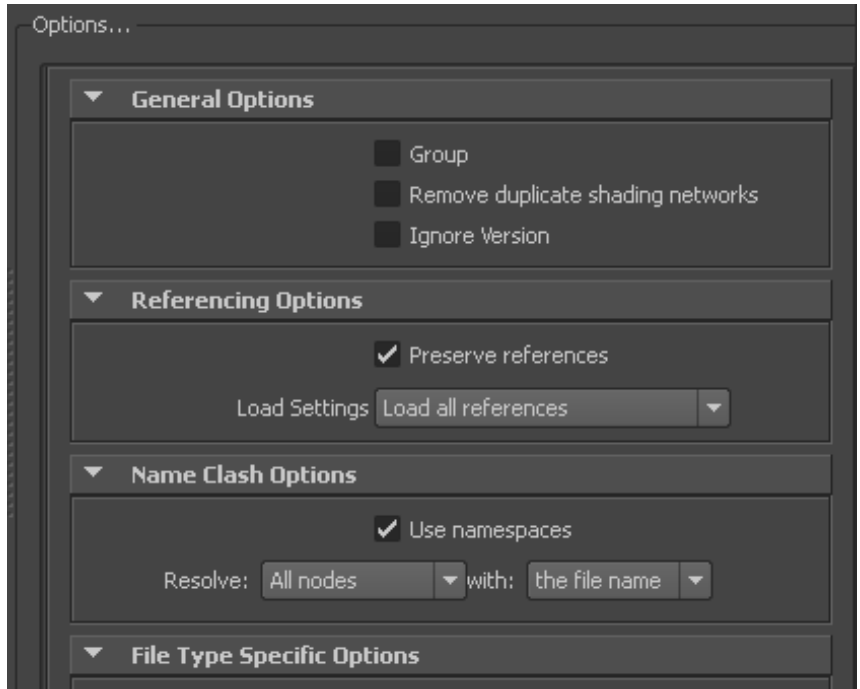 Options...
General Options
Group
Remove duplicate shading networks
Ignore Version
Referencing Options
Preserve references
Load Settings Load all references
Name Clash Options
Use namespaces
Resolve: All nodes with: the file name
File Type Specific Options